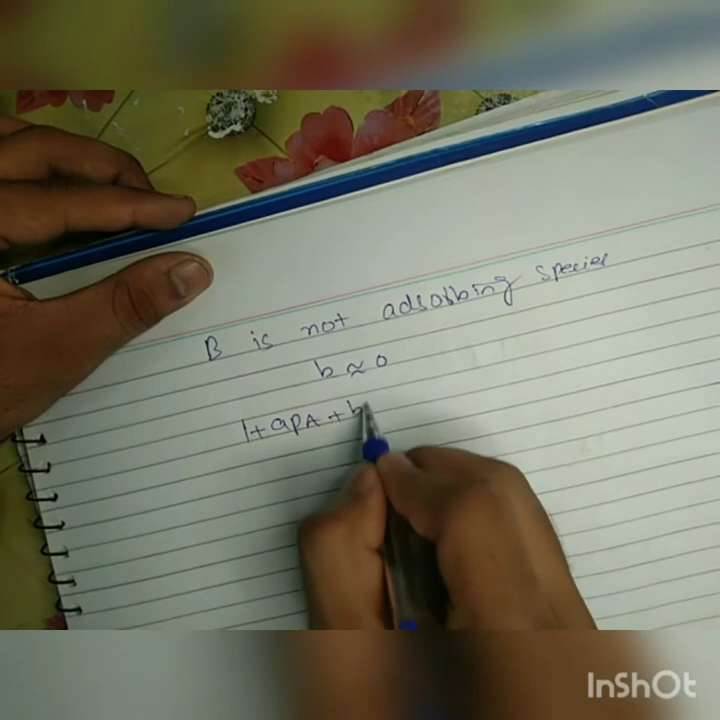 B is not adsorbing species
b ≈ 0
1 + apA + b
InShOt